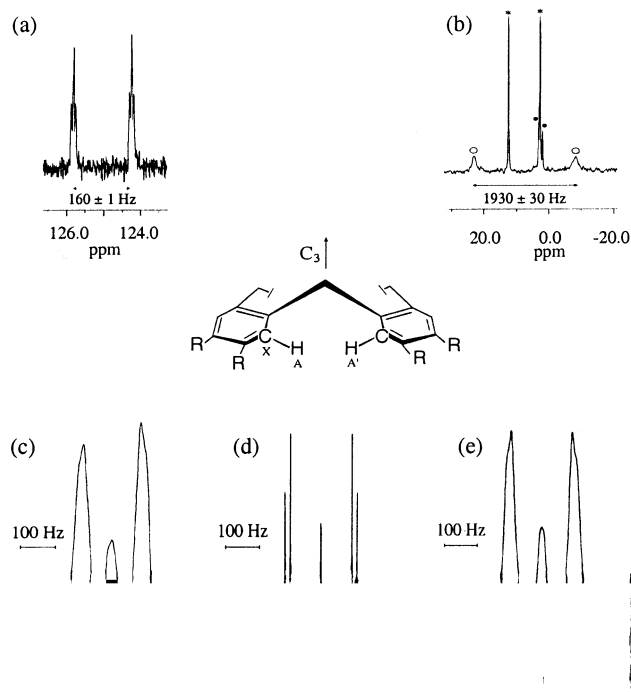 (a)
160 ± 1 Hz
126.0 124.0
ppm
(b)
* *
1930 ± 30 Hz
20.0 0.0 -20.0
ppm
C3
R R C X H A
H A' C R R
(c)
100 Hz
(d)
100 Hz
(e)
100 Hz